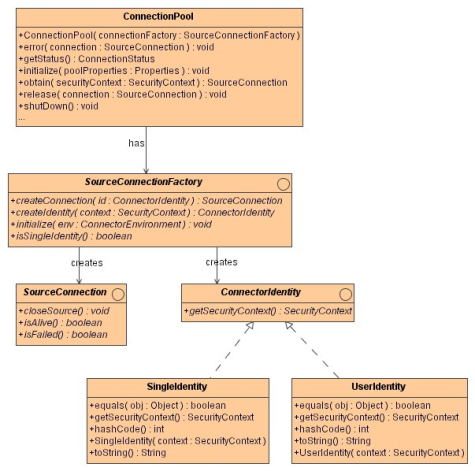 ConnectionPool
+ConnectionPool( connectionFactory : SourceConnectionFactory )
+error( connection : SourceConnection ) : void
+getStatus() : ConnectionStatus
+initialize( poolProperties : Properties ) : void
+obtain( securityContext : SecurityContext ) : SourceConnection
+release( connection : SourceConnection ) : void
+shutDown() : void
...
has
SourceConnectionFactory
+createConnection( id : ConnectorIdentity ) : SourceConnection
+createIdentity( context : SecurityContext ) : ConnectorIdentity
+initialize( env : ConnectorEnvironment ) : void
+isSingleIdentity() : boolean
creates
creates
SourceConnection
+closeSource() : void
+isAlive() : boolean
+isFailed() : boolean
ConnectorIdentity
+getSecurityContext() : SecurityContext
SingleIdentity
+equals( obj : Object ) : boolean
+getSecurityContext() : SecurityContext
+hashCode() : int
+SingleIdentity( context : SecurityContext )
+toString() : String
UserIdentity
+equals( obj : Object ) : boolean
+getSecurityContext() : SecurityContext
+hashCode() : int
+toString() : String
+UserIdentity( context : SecurityContext )